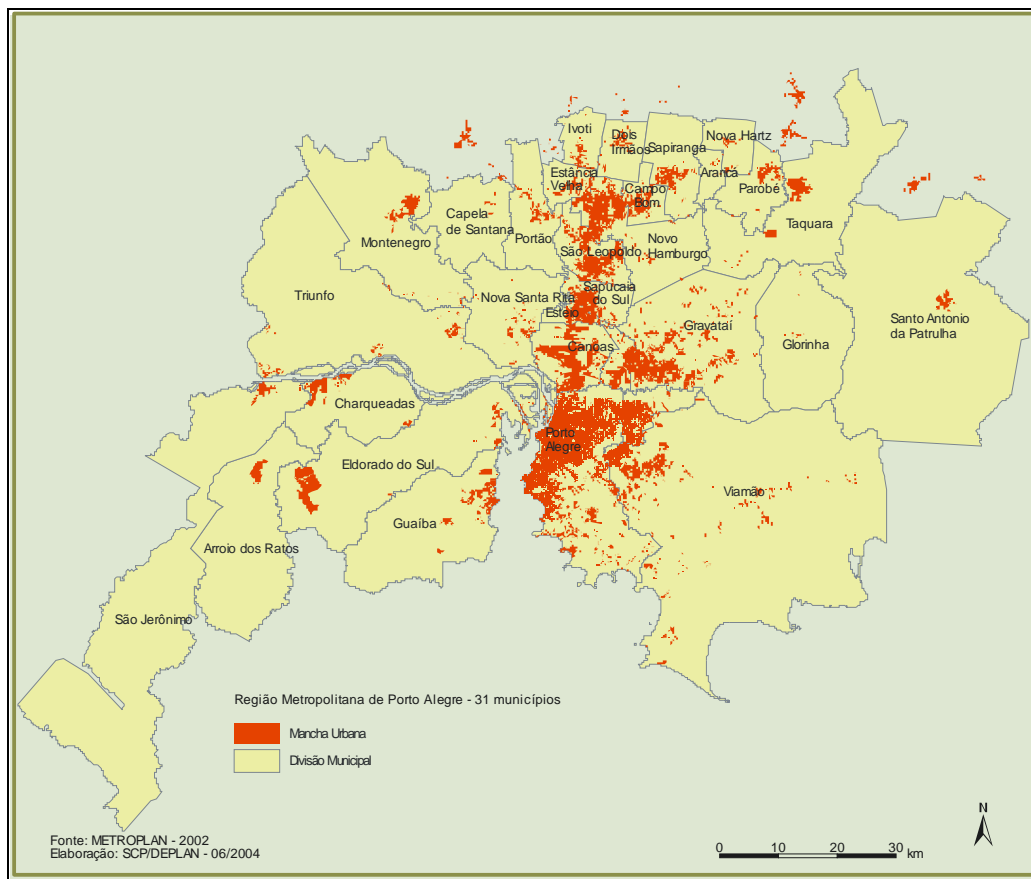 Ivoti
Dois
Irmãos
Sapiranga
Nova Hartz
Estância
Velha
Campo
Bom
Araricá
Parobé
Taquara
Capela
de Santana
Montenegro
Portão
São Leopoldo
Novo
Hamburgo
Triunfo
Nova Santa Rita
Sapucaia
do Sul
Esteio
Gravataí
Glorinha
Santo Antonio
da Patrulha
Canoas
Charqueadas
Porto
Alegre
Eldorado do Sul
Viamão
Guaíba
Arroio dos Ratos
São Jerônimo
Região Metropolitana de Porto Alegre - 31 municípios
Mancha Urbana
Divisão Municipal
Fonte: METROPLAN - 2002
Elaboração: SCP/DEPLAN - 06/2004
N
0 10 20 30
km